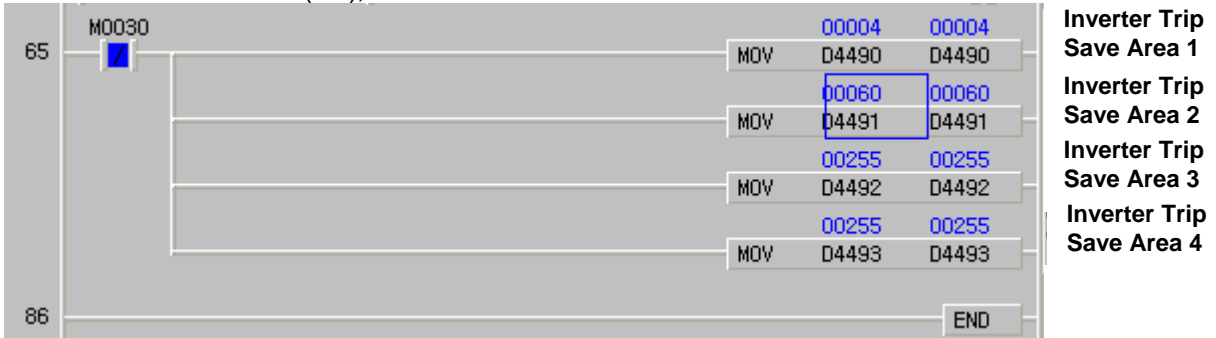 M0030
65
00004 00004
MOV D4490 D4490
Inverter Trip
Save Area 1
00060 00060
MOV D4491 D4491
Inverter Trip
Save Area 2
00255 00255
MOV D4492 D4492
Inverter Trip
Save Area 3
00255 00255
MOV D4493 D4493
Inverter Trip
Save Area 4
86
END